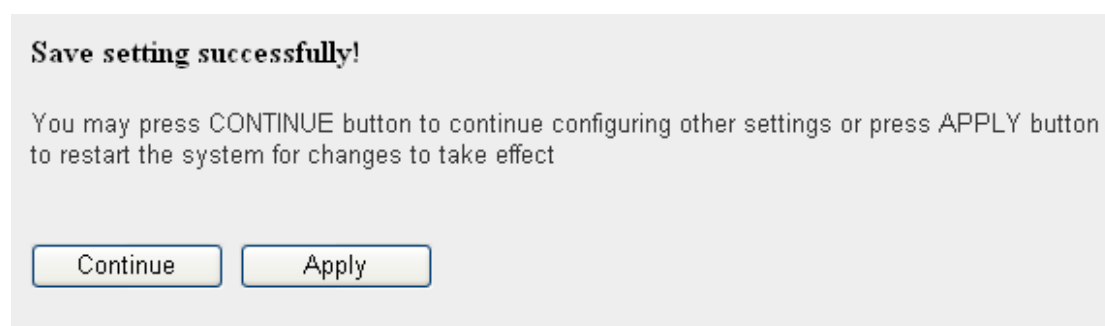 Save setting successfully!
You may press CONTINUE button to continue configuring other settings or press APPLY button
to restart the system for changes to take effect
Continue Apply